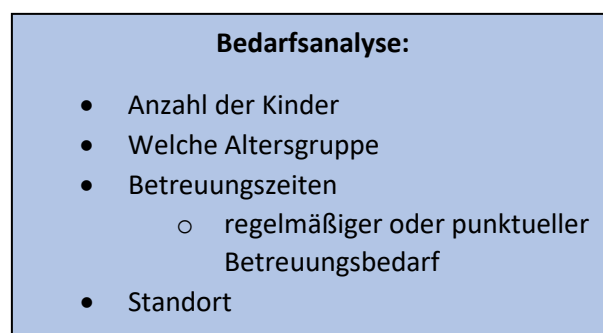 Bedarfsanalyse:
• Anzahl der Kinder
• Welche Altersgruppe
• Betreuungszeiten
o regelmäßiger oder punktueller
Betreuungsbedarf
• Standort